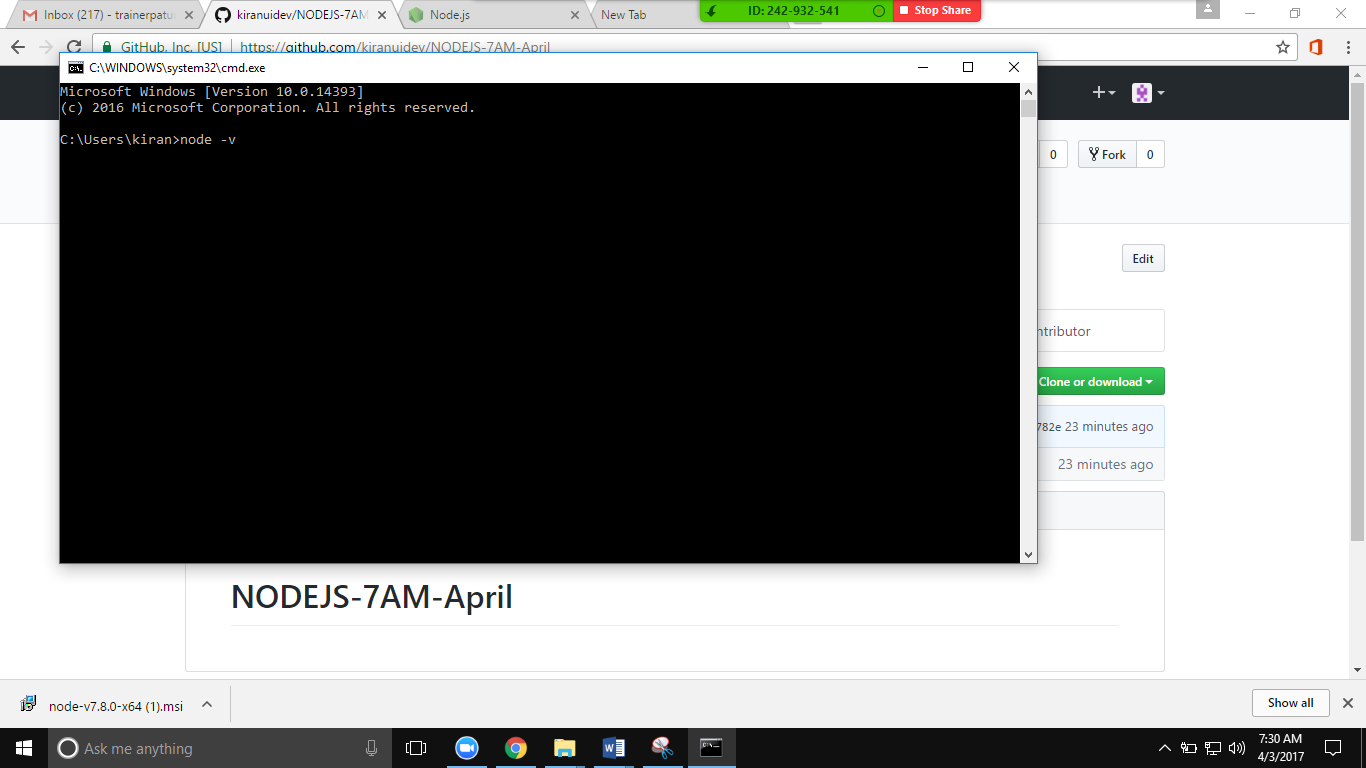 Inbox (217) - trainerpatu
kiranuidev/NODEJS-7AM
Node.js
New Tab
ID: 242-932-541
Stop Share
GitHub, Inc. [US]
https://github.com/kiranuidev/NODEJS-7AM-April
C:\WINDOWS\system32\cmd.exe
Microsoft Windows [Version 10.0.14393]
(c) 2016 Microsoft Corporation. All rights reserved.
C:\Users\kiran>node -v
0
Fork
0
Edit
ntributor
Clone or download
782e 23 minutes ago
23 minutes ago
NODEJS-7AM-April
node-v7.8.0-x64 (1).msi
Show all
Ask me anything
7:30 AM
4/3/2017